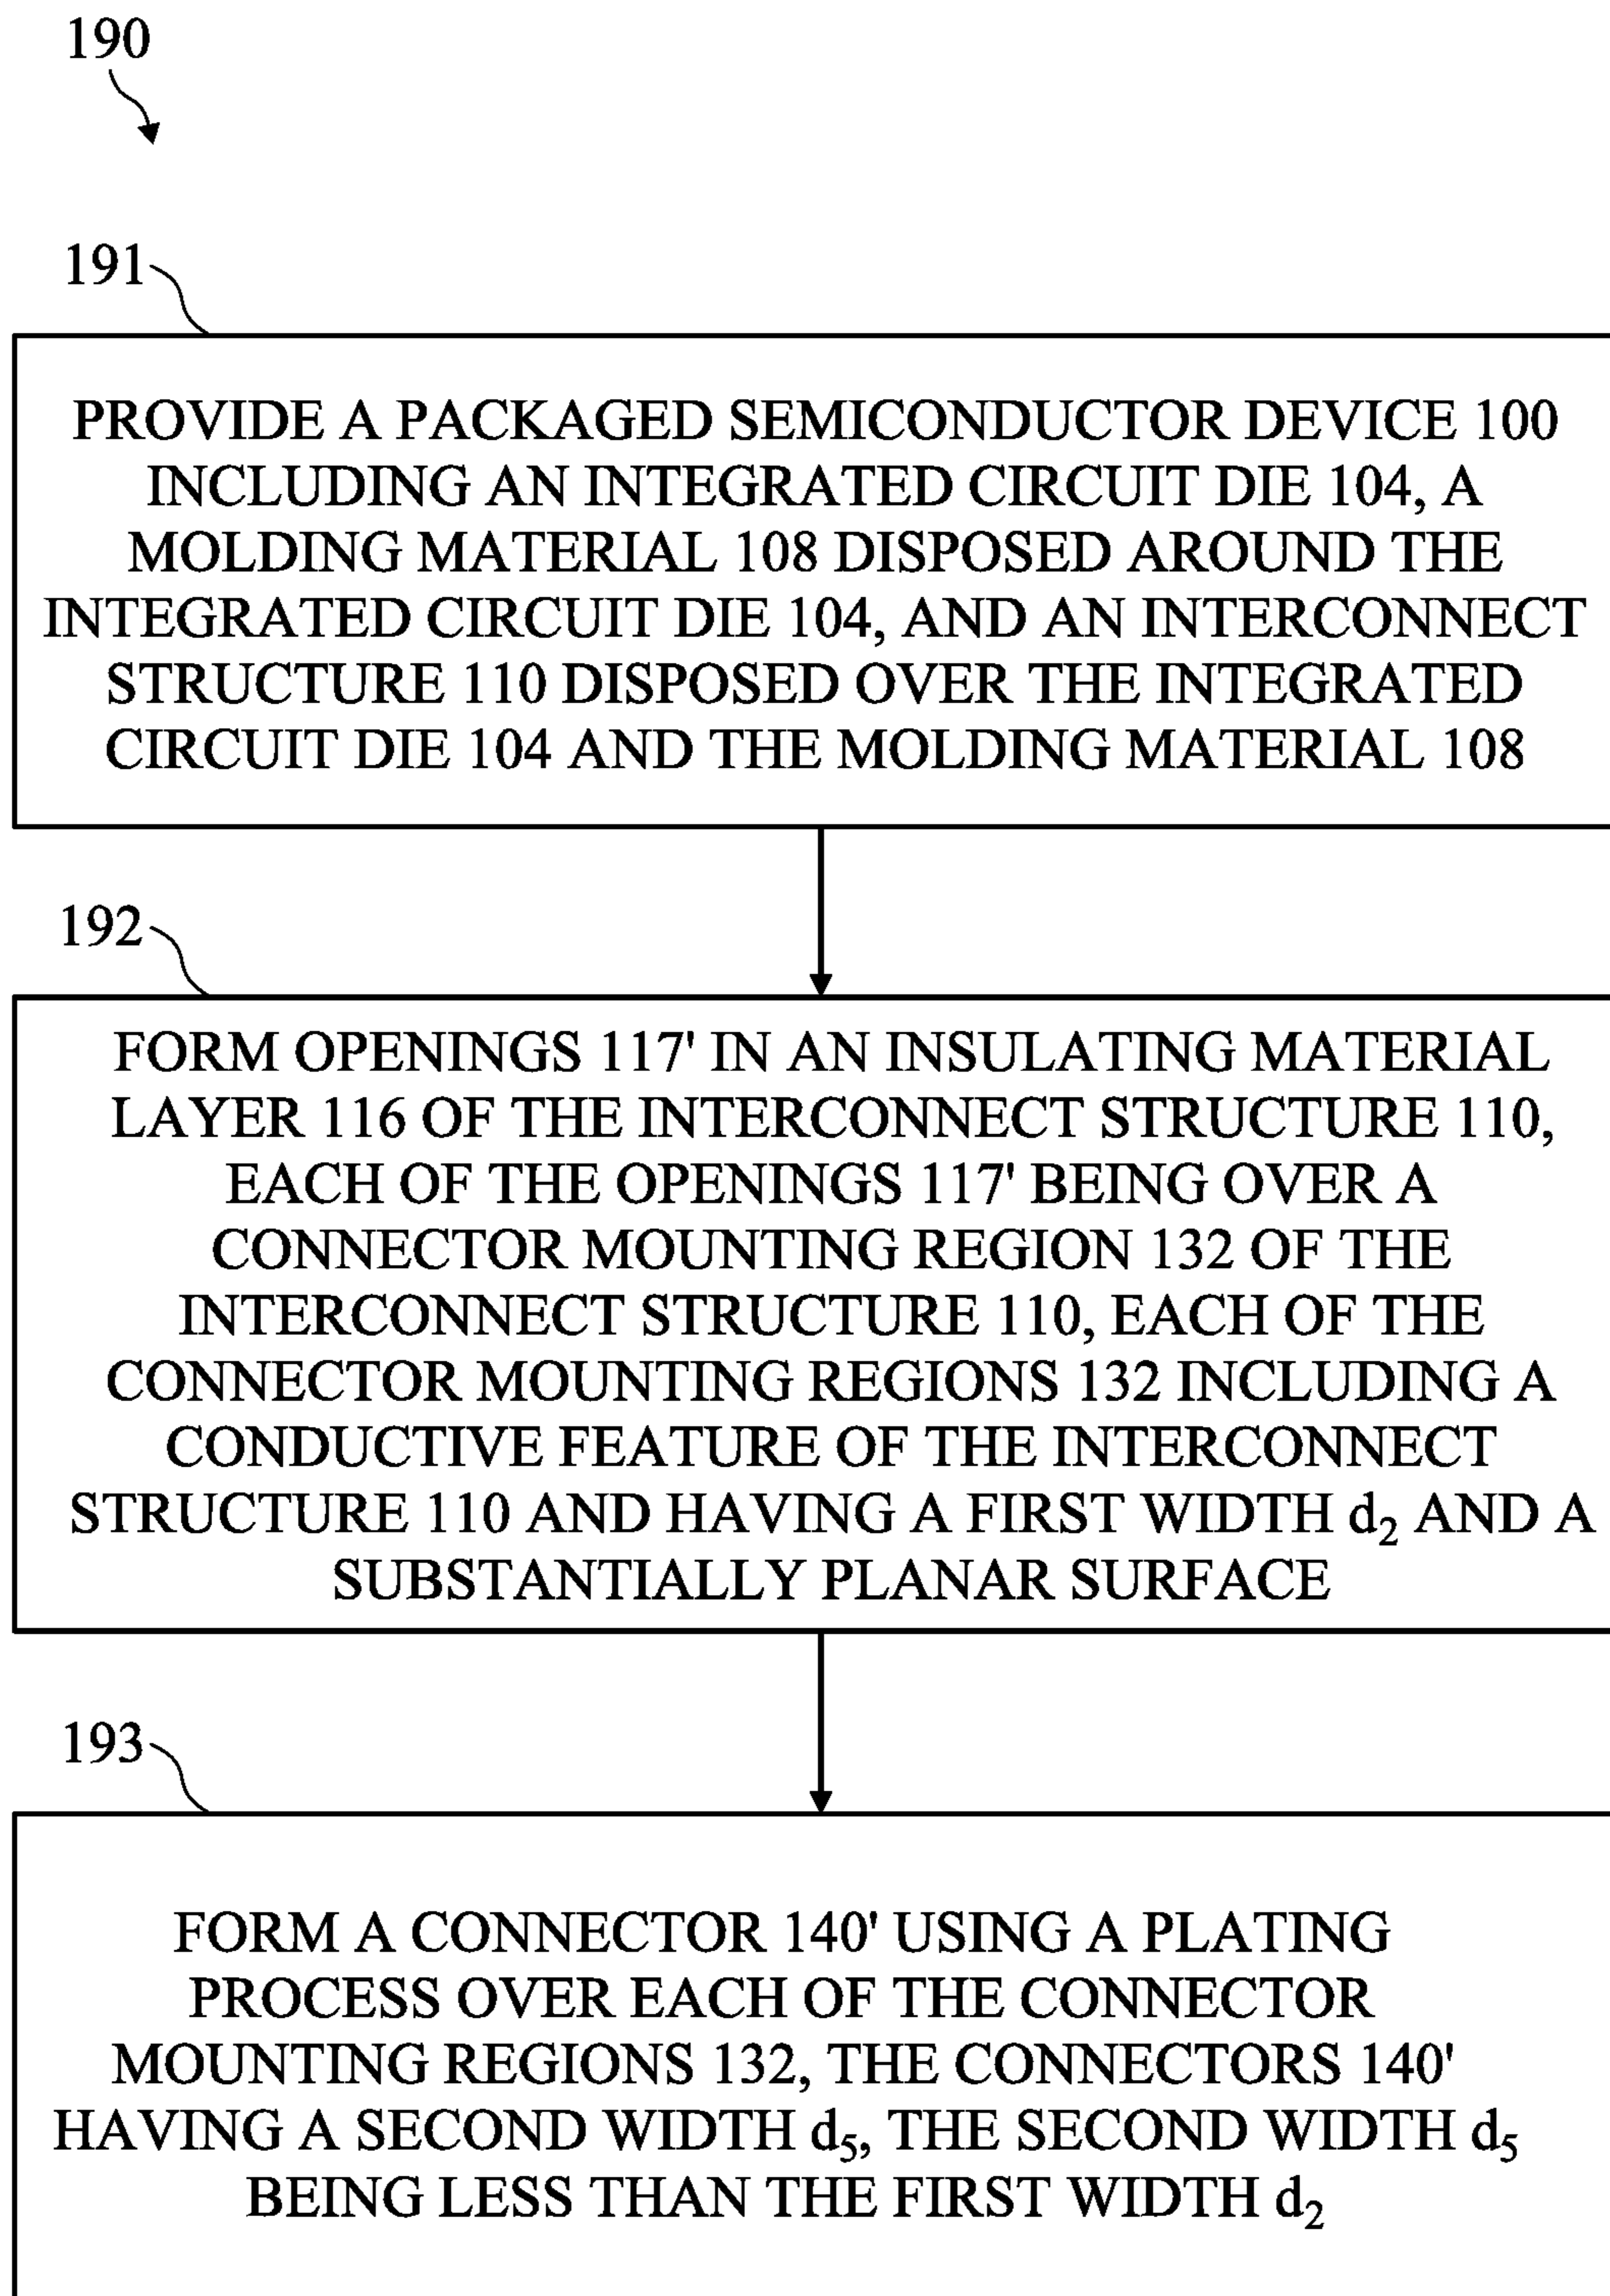 190
191
PROVIDE A PACKAGED SEMICONDUCTOR DEVICE 100
INCLUDING AN INTEGRATED CIRCUIT DIE 104, A
MOLDING MATERIAL 108 DISPOSED AROUND THE
INTEGRATED CIRCUIT DIE 104, AND AN INTERCONNECT
STRUCTURE 110 DISPOSED OVER THE INTEGRATED
CIRCUIT DIE 104 AND THE MOLDING MATERIAL 108
192
FORM OPENINGS 117' IN AN INSULATING MATERIAL
LAYER 116 OF THE INTERCONNECT STRUCTURE 110,
EACH OF THE OPENINGS 117' BEING OVER A
CONNECTOR MOUNTING REGION 132 OF THE
INTERCONNECT STRUCTURE 110, EACH OF THE
CONNECTOR MOUNTING REGIONS 132 INCLUDING A
CONDUCTIVE FEATURE OF THE INTERCONNECT
STRUCTURE 110 AND HAVING A FIRST WIDTH d₂ AND A
SUBSTANTIALLY PLANAR SURFACE
193
FORM A CONNECTOR 140' USING A PLATING
PROCESS OVER EACH OF THE CONNECTOR
MOUNTING REGIONS 132, THE CONNECTORS 140'
HAVING A SECOND WIDTH d₅, THE SECOND WIDTH d₅
BEING LESS THAN THE FIRST WIDTH d₂